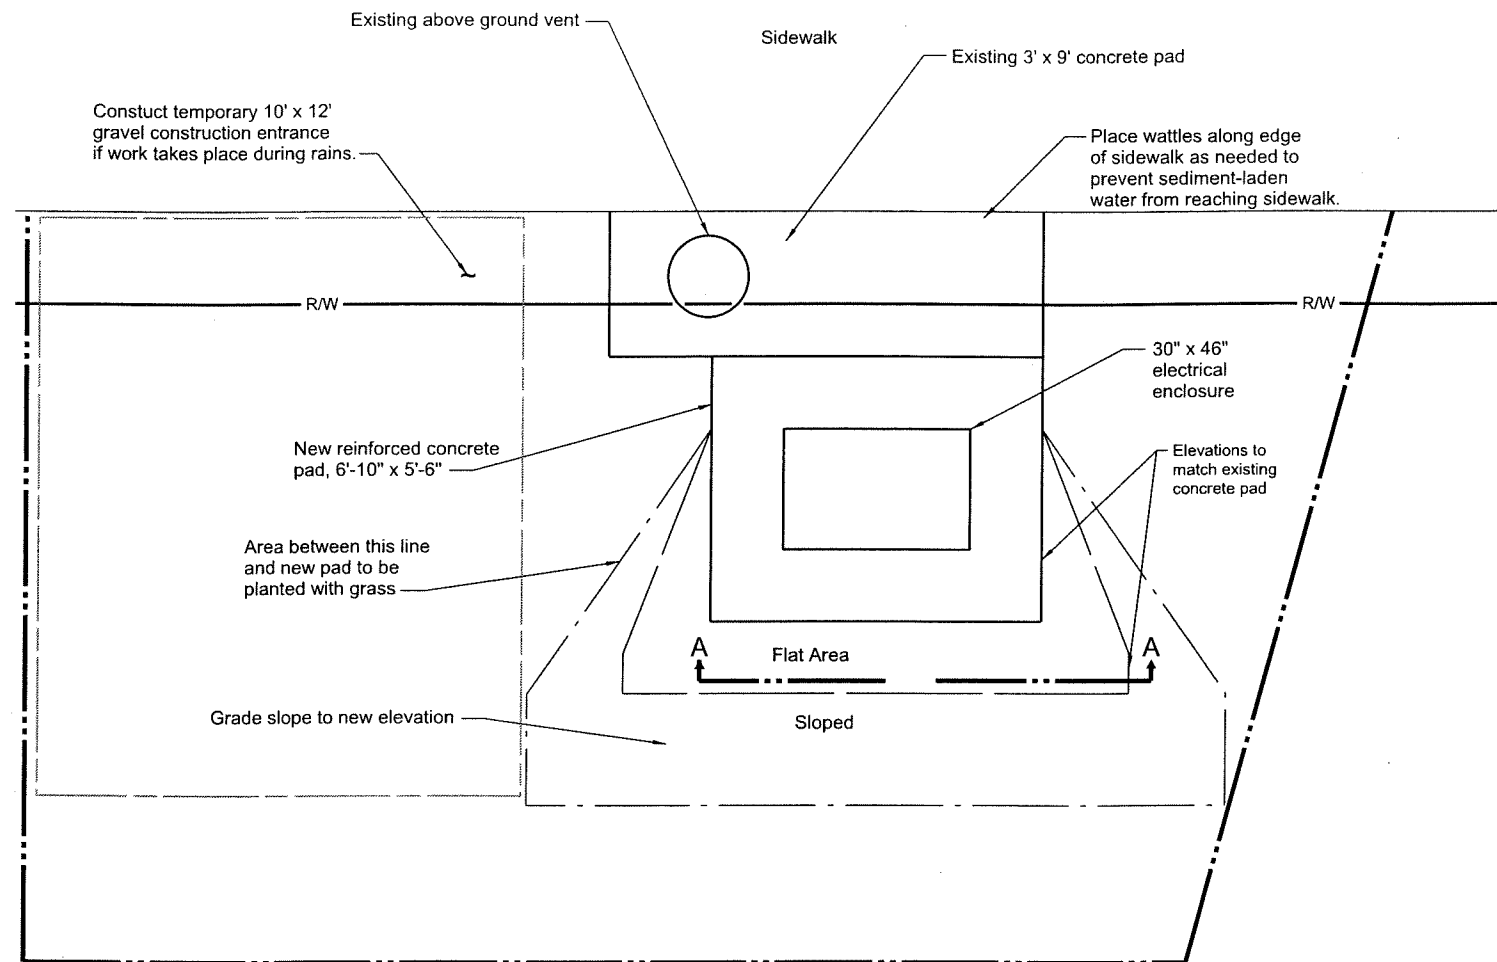 Existing above ground vent
Sidewalk
Existing 3' x 9' concrete pad
Constuct temporary 10' x 12'
gravel construction entrance
if work takes place during rains.
Place wattles along edge
of sidewalk as needed to
prevent sediment-laden
water from reaching sidewalk.
R/W
R/W
30" x 46"
electrical
enclosure
New reinforced concrete
pad, 6'-10" x 5'-6"
Elevations to
match existing
concrete pad
Area between this line
and new pad to be
planted with grass
A
Flat Area
A
Grade slope to new elevation
Sloped